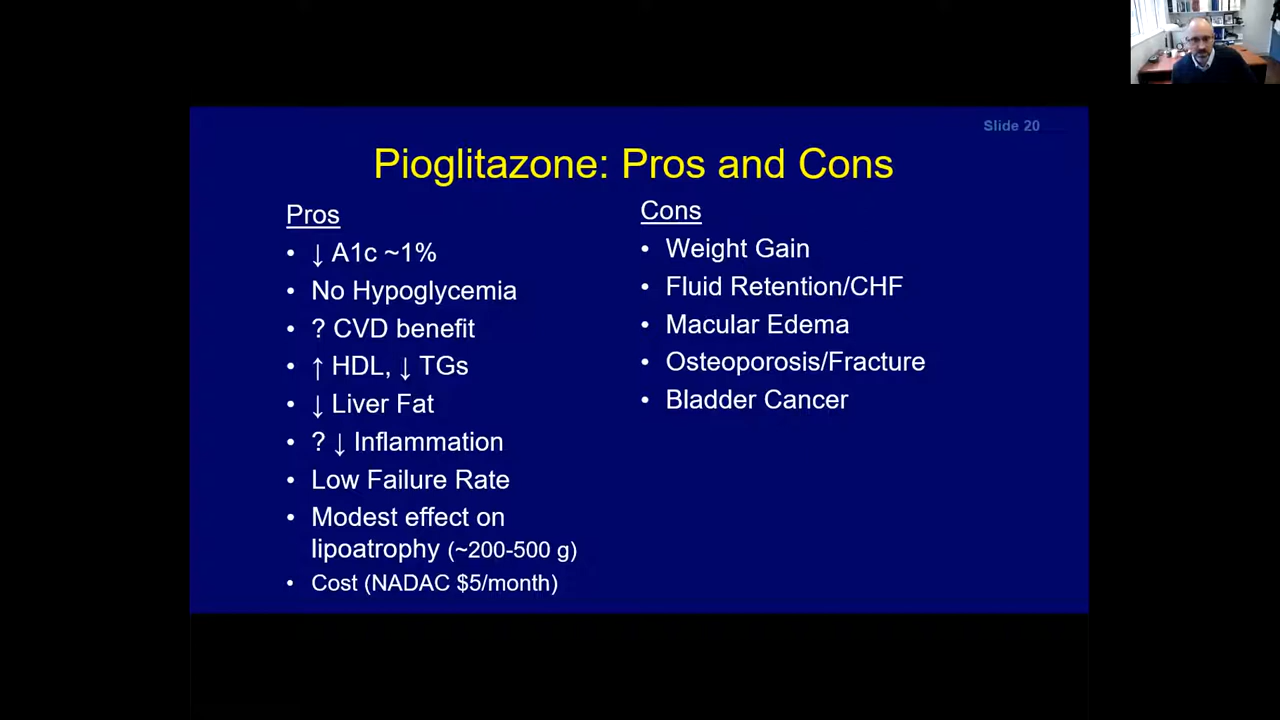 Slide 20
Pioglitazone: Pros and Cons
Pros
• ↓ A1c ~1%
• No Hypoglycemia
• ? CVD benefit
• ↑ HDL, ↓ TGs
• ↓ Liver Fat
• ? ↓ Inflammation
• Low Failure Rate
• Modest effect on
lipoatrophy (~200-500 g)
• Cost (NADAC $5/month)
Cons
• Weight Gain
• Fluid Retention/CHF
• Macular Edema
• Osteoporosis/Fracture
• Bladder Cancer